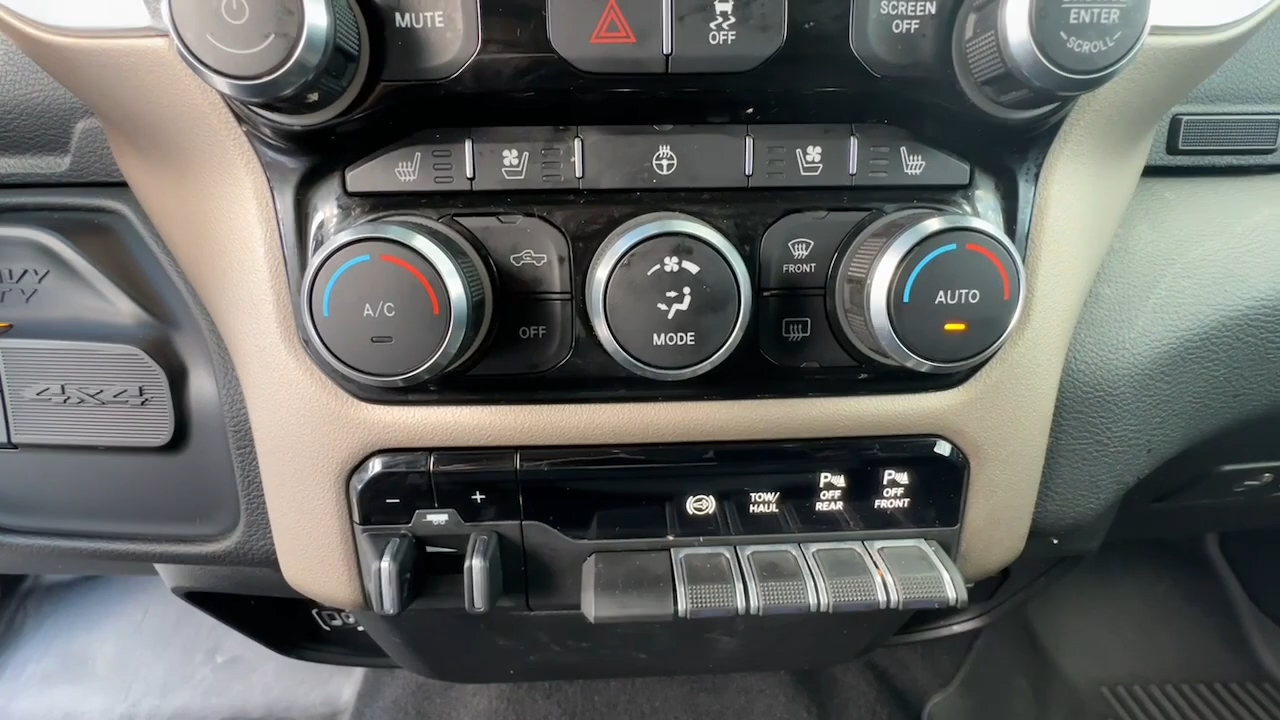 MUTE
OFF
SCREEN
OFF
ENTER
SCROLL
A/C
OFF
MODE
FRONT
AUTO
4x4
- +
TOW/
HAUL
P
OFF
REAR
P
OFF
FRONT